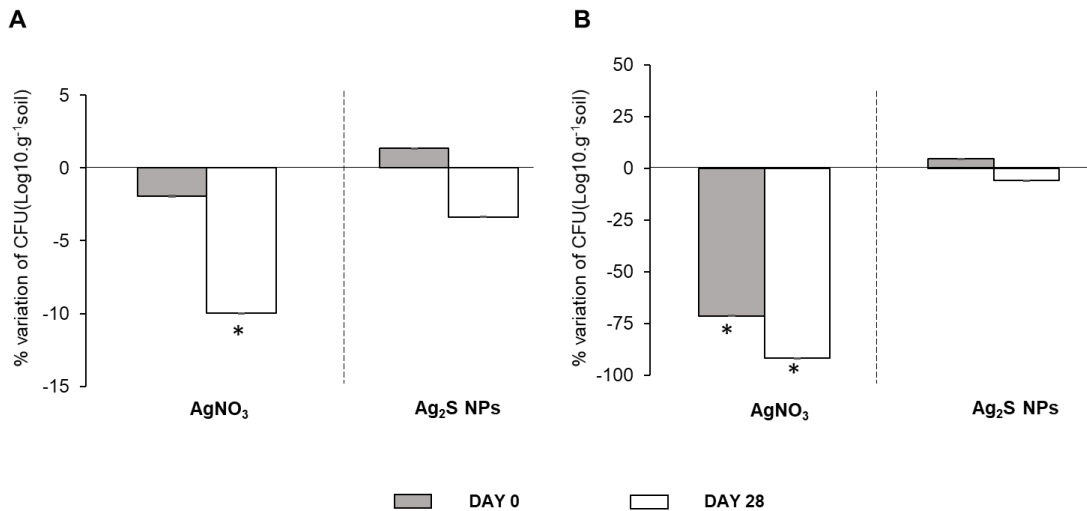 A
B
% variation of CFU(Log10.g⁻¹soil)
5
0
-5
-10
-15
*
AgNO₃
Ag₂S NPs
% variation of CFU(Log10.g⁻¹soil)
50
25
0
-25
-50
-75
-100
*
*
AgNO₃
Ag₂S NPs
DAY 0
DAY 28